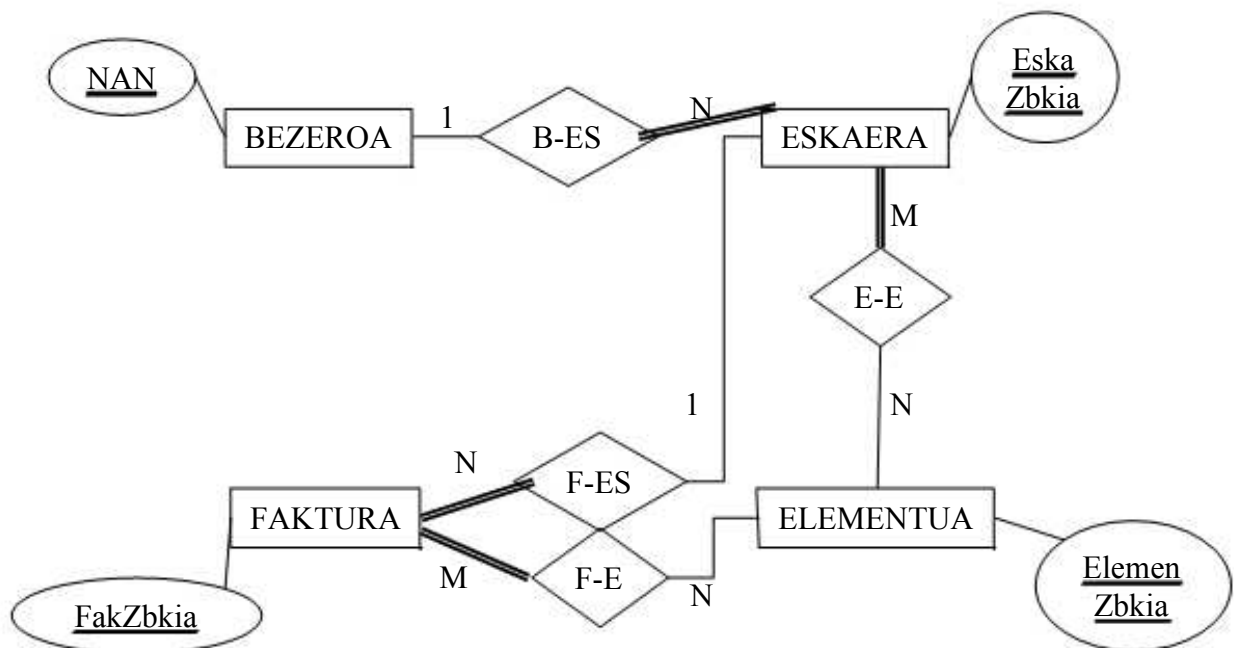 NAN
Eska
Zbkia
BEZEROA
1
B-ES
N
ESKAERA
M
E-E
N
1
N
F-ES
FAKTURA
ELEMENTUA
M
F-E
N
FakZbkia
Elemen
Zbkia